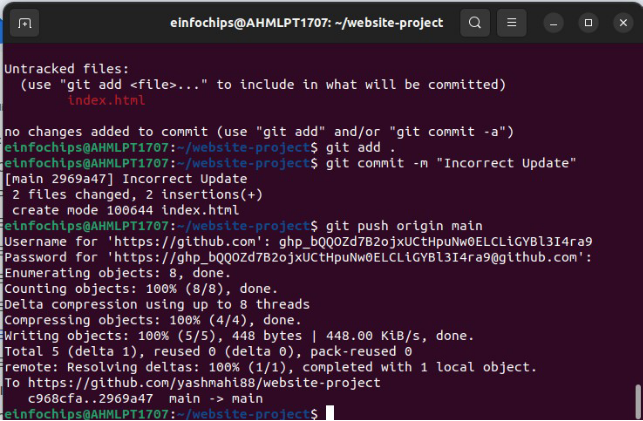 einfochips@AHMLPT1707: ~/website-project
Untracked files:
(use "git add <file>..." to include in what will be committed)
index.html
no changes added to commit (use "git add" and/or "git commit -a")
einfochips@AHMLPT1707:~/website-project$ git add .
einfochips@AHMLPT1707:~/website-project$ git commit -m "Incorrect Update"
[main 2969a47] Incorrect Update
2 files changed, 2 insertions(+)
create mode 100644 index.html
einfochips@AHMLPT1707:~/website-project$ git push origin main
Username for 'https://github.com':
Password for
Enumerating objects: 8, done.
Counting objects: 100% (8/8), done.
Delta compression using up to 8 threads
Compressing objects: 100% (4/4), done.
Writing objects: 100% (5/5), 448 bytes | 448.00 KiB/s, done.
Total 5 (delta 1), reused 0 (delta 0), pack-reused 0
remote: Resolving deltas: 100% (1/1), completed with 1 local object.
To https://github.com/yashmahi88/website-project
c968cfa..2969a47  main -> main
einfochips@AHMLPT1707:~/website-project$